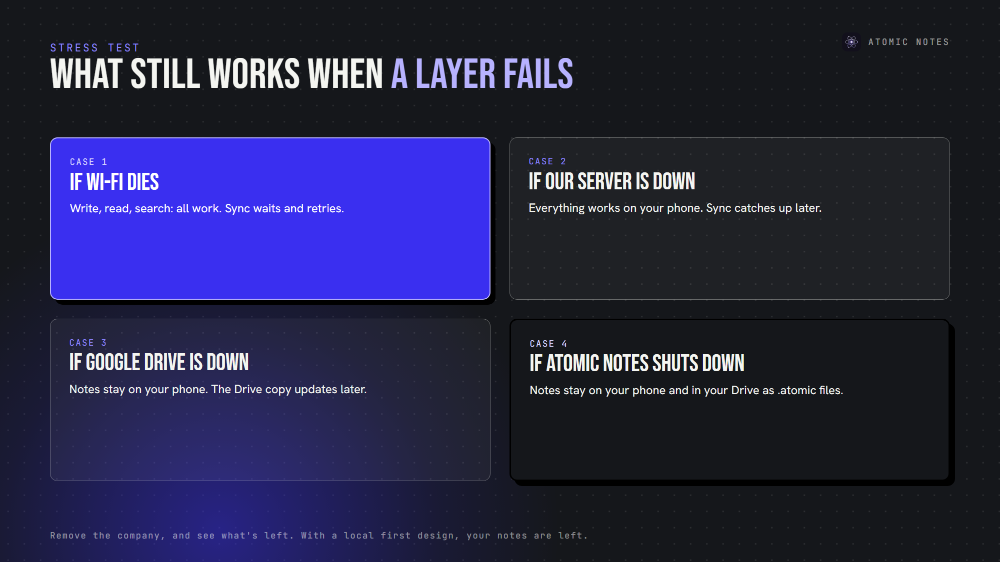 STRESS TEST
WHAT STILL WORKS WHEN A LAYER FAILS
ATOMIC NOTES
CASE 1
IF WI-FI DIES
Write, read, search: all work. Sync waits and retries.
CASE 2
IF OUR SERVER IS DOWN
Everything works on your phone. Sync catches up later.
CASE 3
IF GOOGLE DRIVE IS DOWN
Notes stay on your phone. The Drive copy updates later.
CASE 4
IF ATOMIC NOTES SHUTS DOWN
Notes stay on your phone and in your Drive as .atomic files.
Remove the company, and see what's left. With a local first design, your notes are left.